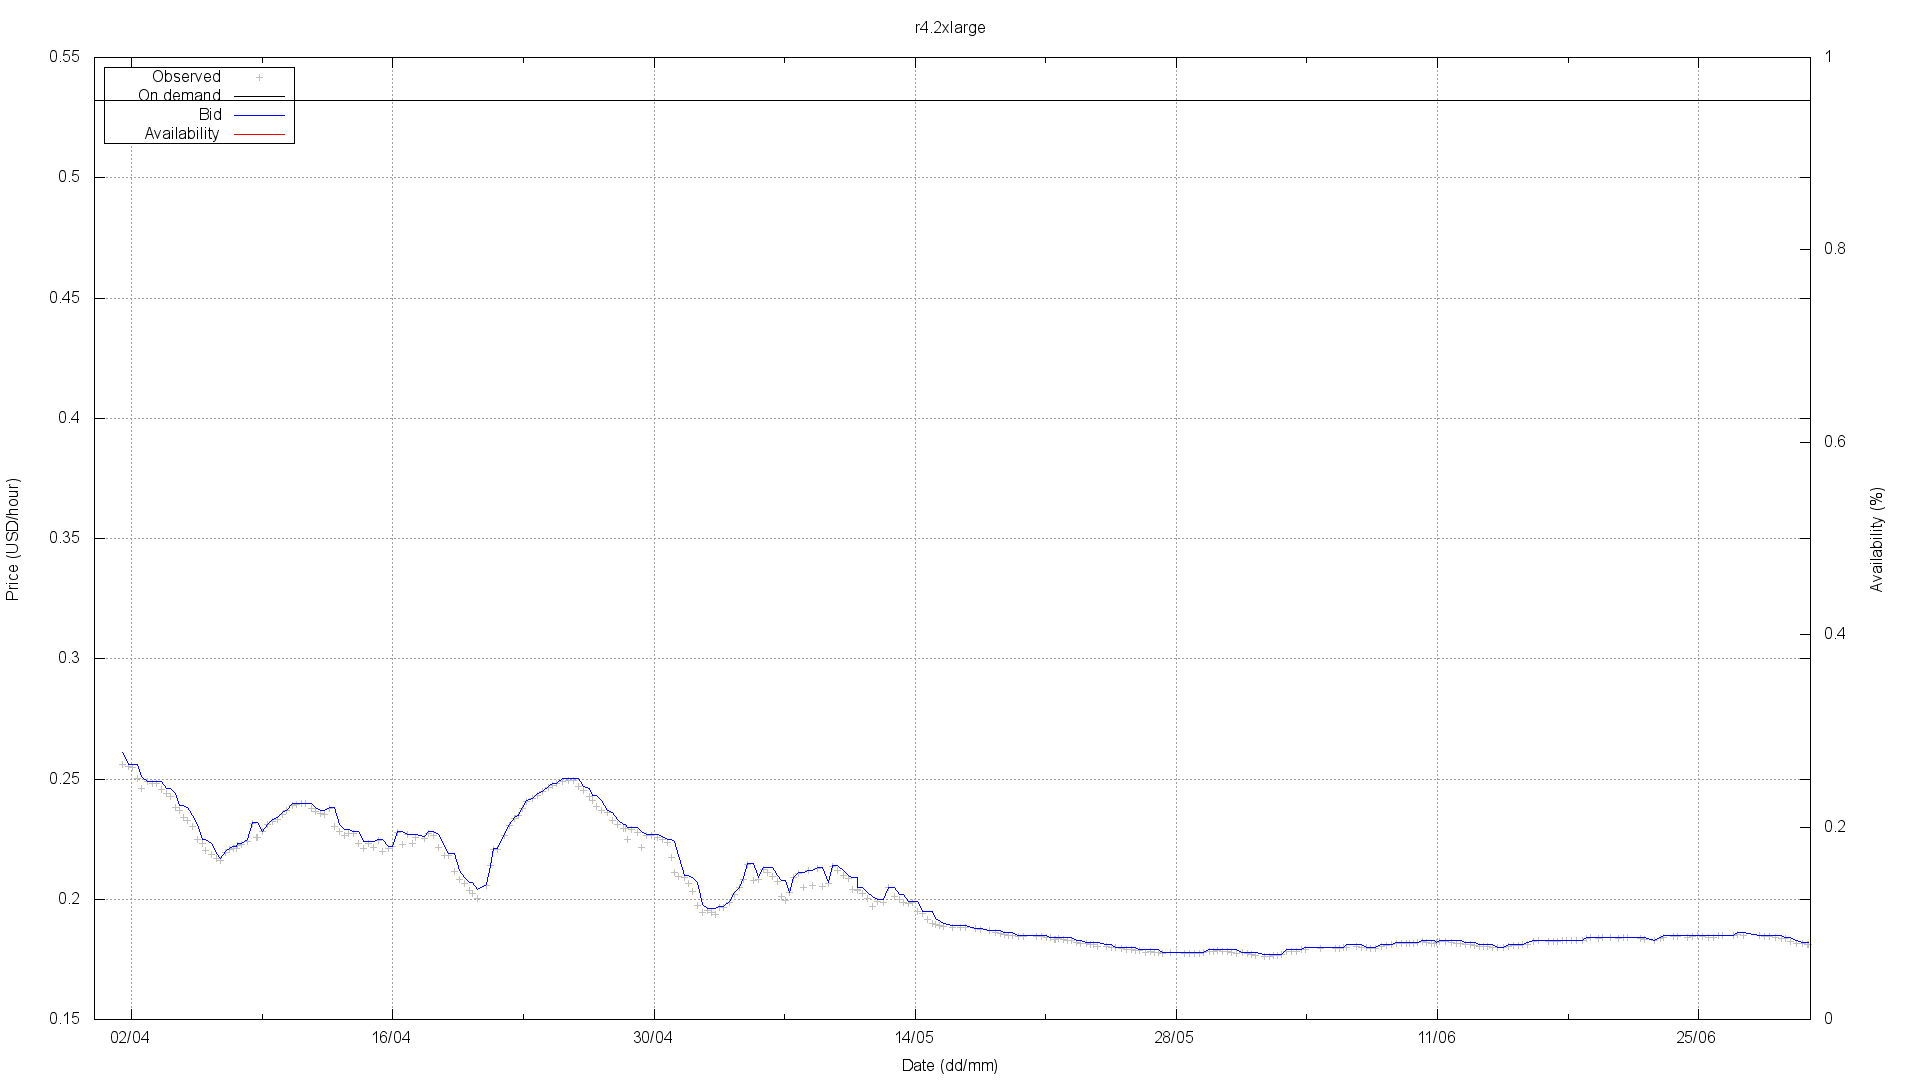 r4.2xlarge
0.55
0.5
0.45
0.4
0.35
0.3
0.25
0.2
0.15
Price (USD/hour)
Observed
On demand
Bid
Availability
1
0.8
0.6
0.4
0.2
0
Availability (%)
02/04 16/04 30/04 14/05 28/05 11/06 25/06
Date (dd/mm)